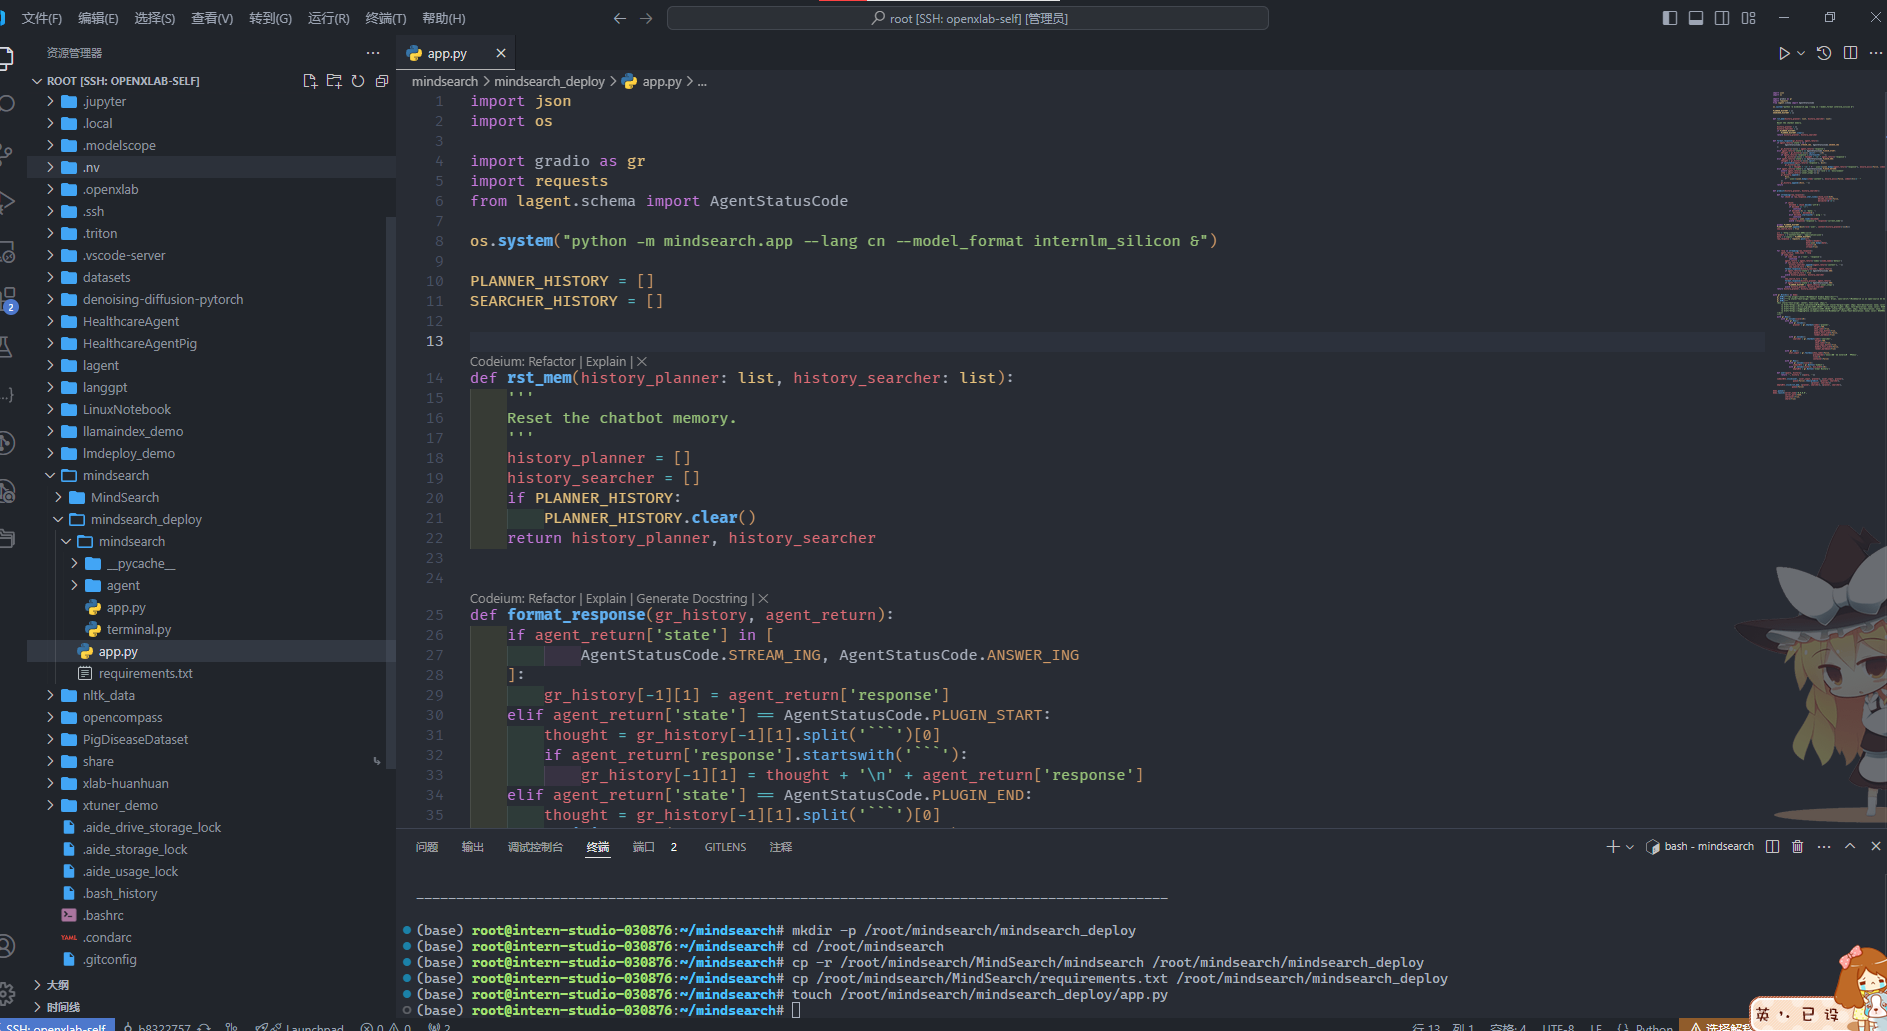 文件(F) 编辑(E) 选择(S) 查看(V) 转到(G) 运行(R) 终端(T) 帮助(H) root [SSH: openxlab-self] [管理员]
资源管理器
ROOT [SSH: OPENXLAB-SELF]
.jupyter
.local
.modelscope
.nv
.openxlab
.ssh
.triton
.vscode-server
datasets
denoising-diffusion-pytorch
HealthcareAgent
HealthcareAgentPig
lagent
langgpt
LinuxNotebook
llamaindex_demo
lmdeploy_demo
mindsearch
MindSearch
mindsearch_deploy
mindsearch
__pycache__
agent
app.py
terminal.py
app.py
requirements.txt
nltk_data
opencompass
PigDiseaseDataset
share
xlab-huanhuan
xtuner_demo
.aide_drive_storage_lock
.aide_storage_lock
.aide_usage_lock
.bash_history
.bashrc
YAML .condarc
.gitconfig
大纲
时间线
2
app.py
mindsearch > mindsearch_deploy > app.py > ...
1 import json
2 import os
3
4 import gradio as gr
5 import requests
6 from lagent.schema import AgentStatusCode
7
8 os.system("python -m mindsearch.app --lang cn --model_format internlm_silicon &")
9
10 PLANNER_HISTORY = []
11 SEARCHER_HISTORY = []
12
13
Codeium: Refactor | Explain | ×
14 def rst_mem(history_planner: list, history_searcher: list):
15 '''
16 Reset the chatbot memory.
17 '''
18 history_planner = []
19 history_searcher = []
20 if PLANNER_HISTORY:
21 PLANNER_HISTORY.clear()
22 return history_planner, history_searcher
23
24
Codeium: Refactor | Explain | Generate Docstring | ×
25 def format_response(gr_history, agent_return):
26 if agent_return['state'] in [
27 AgentStatusCode.STREAM_ING, AgentStatusCode.ANSWER_ING
28 ]:
29 gr_history[-1][1] = agent_return['response']
30 elif agent_return['state'] == AgentStatusCode.PLUGIN_START:
31 thought = gr_history[-1][1].split('```')[0]
32 if agent_return['response'].startswith('```'):
33 gr_history[-1][1] = thought + '\n' + agent_return['response']
34 elif agent_return['state'] == AgentStatusCode.PLUGIN_END:
35 thought = gr_history[-1][1].split('```')[0]
问题 输出 调试控制台 终端 端口 2 GITLENS 注释
bash - mindsearch
(base) root@intern-studio-030876:~/mindsearch# mkdir -p /root/mindsearch/mindsearch_deploy
(base) root@intern-studio-030876:~/mindsearch# cd /root/mindsearch
(base) root@intern-studio-030876:~/mindsearch# cp -r /root/mindsearch/MindSearch/mindsearch /root/mindsearch/mindsearch_deploy
(base) root@intern-studio-030876:~/mindsearch# cp /root/mindsearch/MindSearch/requirements.txt /root/mindsearch/mindsearch_deploy
(base) root@intern-studio-030876:~/mindsearch# touch /root/mindsearch/mindsearch_deploy/app.py
(base) root@intern-studio-030876:~/mindsearch#
英 已 设
SSH: openxlab-self b8322757 Launchpad 0 0 2 行 13, 列 1 空格: 4 UTF-8 LF {} Python